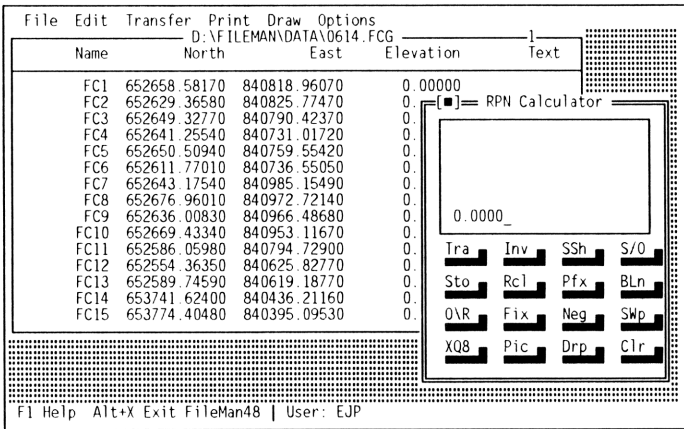 File Edit Transfer Print Draw Options
D:\FILEMAN\DATA\0614.FCG 1
Name North East Elevation Text
FC1 652658.58170 840818.96070 0.00000
FC2 652629.36580 840825.77470 0.
FC3 652649.32770 840790.42370 0.
FC4 652641.25540 840731.01720 0.
FC5 652650.50940 840759.55420 0.
FC6 652611.77010 840736.55050 0.
FC7 652643.17540 840985.15490 0.
FC8 652676.96010 840972.72140 0.
FC9 652636.00830 840966.48680 0.
FC10 652669.43340 840953.11670 0.
FC11 652586.05980 840794.72900 0.
FC12 652554.36350 840625.82770 0.
FC13 652589.74590 840619.18770 0.
FC14 653741.62400 840436.21160 0.
FC15 653774.40480 840395.09530 0.
[■] RPN Calculator
0.0000_
Tra Inv SSh S/O
Sto Rcl Pfx BLn
O\R Fix Neg SWp
XQ8 Pic Drp Clr
F1 Help Alt+X Exit FileMan48 | User: EJP